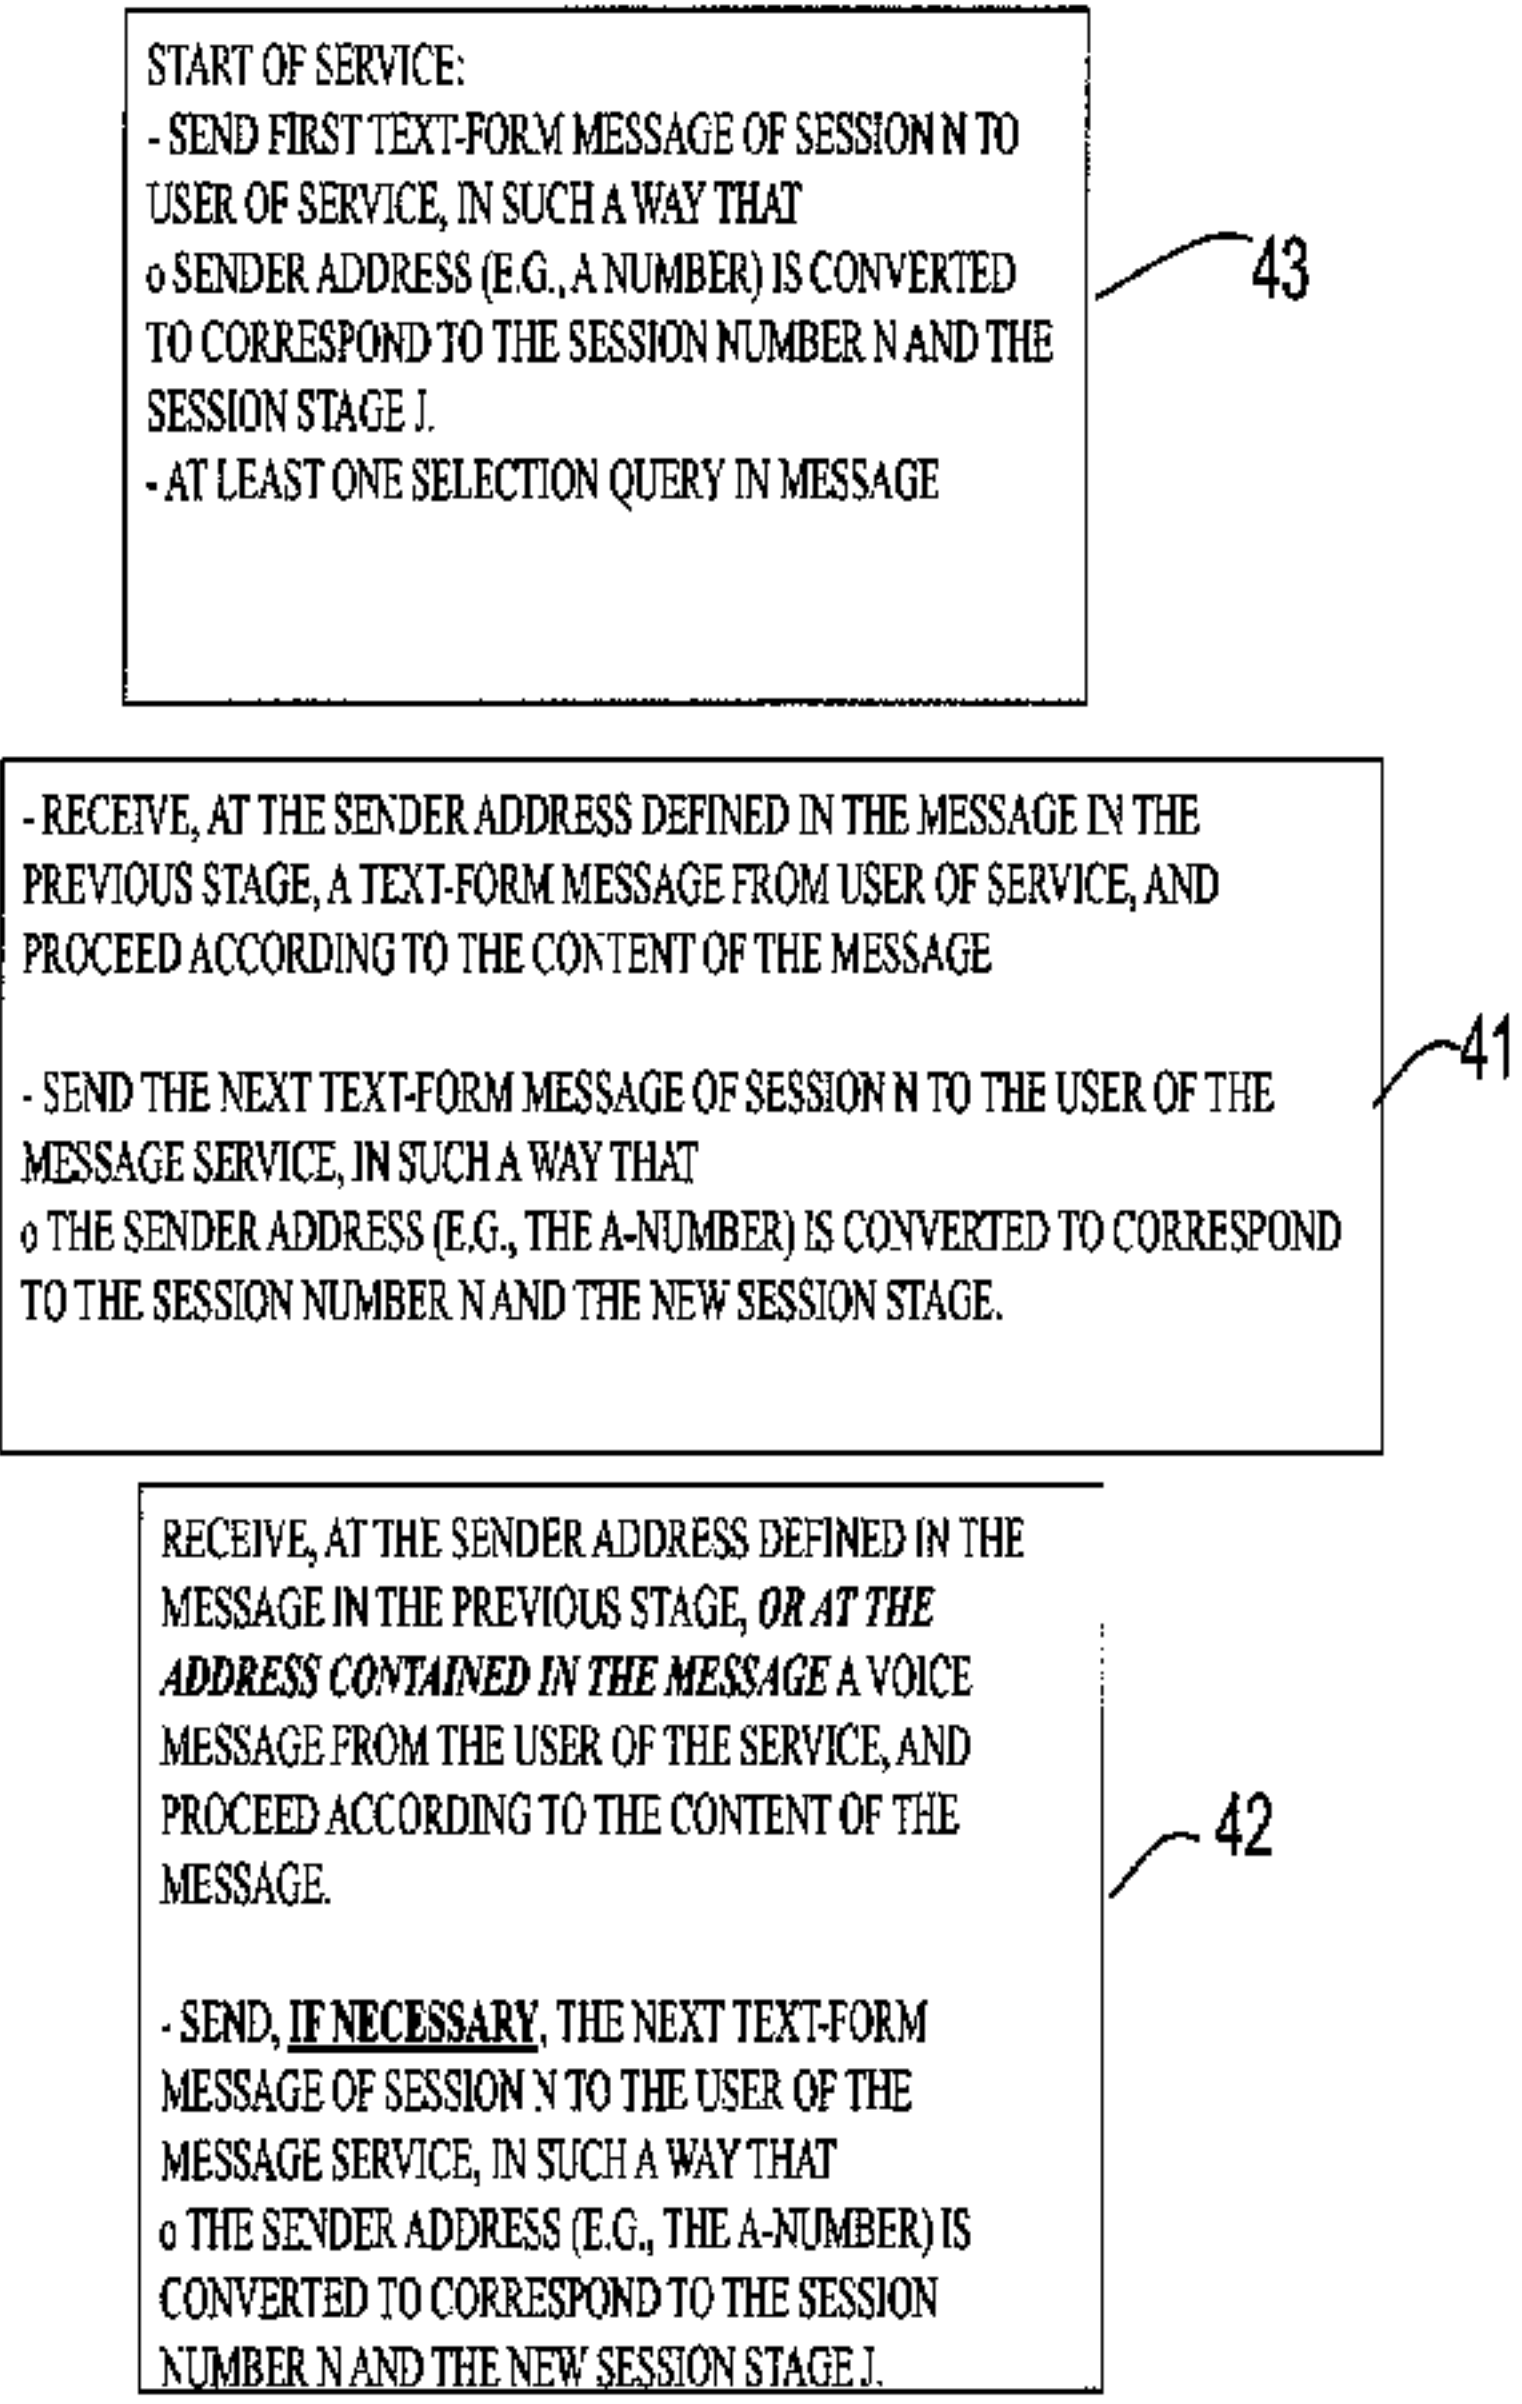 START OF SERVICE:
- SEND FIRST TEXT-FORM MESSAGE OF SESSION N TO
USER OF SERVICE, IN SUCH A WAY THAT
o SENDER ADDRESS (E.G., A NUMBER) IS CONVERTED
TO CORRESPOND TO THE SESSION NUMBER N AND THE
SESSION STAGE J.
- AT LEAST ONE SELECTION QUERY IN MESSAGE
43
- RECEIVE, AT THE SENDER ADDRESS DEFINED IN THE MESSAGE IN THE
PREVIOUS STAGE, A TEXT-FORM MESSAGE FROM USER OF SERVICE, AND
PROCEED ACCORDING TO THE CONTENT OF THE MESSAGE
- SEND THE NEXT TEXT-FORM MESSAGE OF SESSION N TO THE USER OF THE
MESSAGE SERVICE, IN SUCH A WAY THAT
o THE SENDER ADDRESS (E.G., THE A-NUMBER) IS CONVERTED TO CORRESPOND
TO THE SESSION NUMBER N AND THE NEW SESSION STAGE.
41
RECEIVE, AT THE SENDER ADDRESS DEFINED IN THE
MESSAGE IN THE PREVIOUS STAGE, OR AT THE
ADDRESS CONTAINED IN THE MESSAGE A VOICE
MESSAGE FROM THE USER OF THE SERVICE, AND
PROCEED ACCORDING TO THE CONTENT OF THE
MESSAGE.
- SEND, IF NECESSARY, THE NEXT TEXT-FORM
MESSAGE OF SESSION N TO THE USER OF THE
MESSAGE SERVICE, IN SUCH A WAY THAT
o THE SENDER ADDRESS (E.G., THE A-NUMBER) IS
CONVERTED TO CORRESPOND TO THE SESSION
NUMBER N AND THE NEW SESSION STAGE J.
42